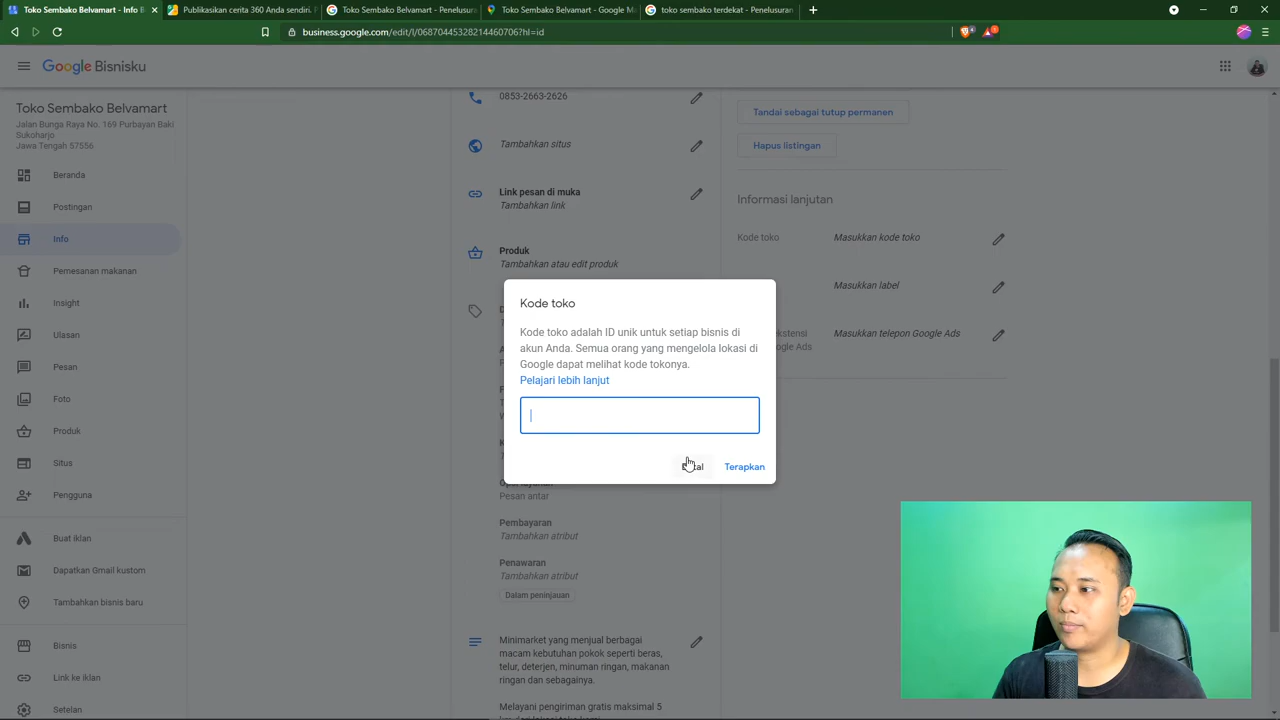 Toko Sembako Belvamart - Info B
Publikasikan cerita 360 Anda sendiri. P
Toko Sembako Belvamart - Penelusur
Toko Sembako Belvamart - Google M
toko sembako terdekat - Penelusuran
business.google.com/edit/l/06870445328214460706?hl=id
Google Bisnisku
Toko Sembako Belvamart
Jalan Bunga Raya No. 169 Purbayan Baki
Sukoharjo
Jawa Tengah 57556
Beranda
Postingan
Info
Pemesanan makanan
Insight
Ulasan
Pesan
Foto
Produk
Situs
Pengguna
Buat iklan
Dapatkan Gmail kustom
Tambahkan bisnis baru
Bisnis
Link ke iklan
Setelan
0853-2663-2626
Tambahkan situs
Link pesan di muka
Tambahkan link
Produk
Tambahkan atau edit produk
Kode toko
Kode toko adalah ID unik untuk setiap bisnis di
akun Anda. Semua orang yang mengelola lokasi di
Google dapat melihat kode tokonya.
Pelajari lebih lanjut
Terapkan
Pesan antar
Pembayaran
Tambahkan atribut
Penawaran
Tambahkan atribut
Dalam peninjauan
Minimarket yang menjual berbagai
macam kebutuhan pokok seperti beras,
telur, deterjen, minuman ringan, makanan
ringan dan sebagainya.
Melayani pengiriman gratis maksimal 5
Tandai sebagai tutup permanen
Hapus listingan
Informasi lanjutan
Kode toko
Masukkan kode toko
Masukkan label
Masukkan telepon Google Ads